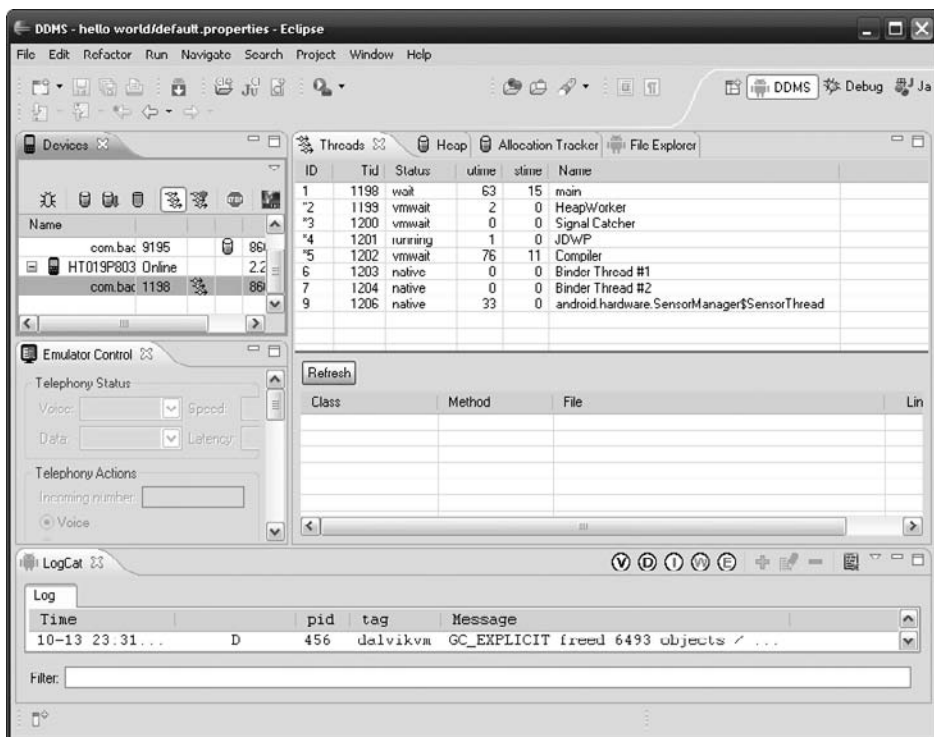 DDMS - hello world/default.properties - Eclipse
File Edit Refactor Run Navigate Search Project Window Help
DDMS Debug Ja
Devices
Threads Heap Allocation Tracker File Explorer
ID Tid Status utime stime Name
1 1198 wait 63 15 main
*2 1199 vmwait 2 0 HeapWorker
*3 1200 vmwait 0 0 Signal Catcher
*4 1201 running 1 0 JDWP
*5 1202 vmwait 76 11 Compiler
6 1203 native 0 0 Binder Thread #1
7 1204 native 0 0 Binder Thread #2
9 1206 native 33 0 android.hardware.SensorManager$SensorThread
Name
com.bac 9195 860
HT019P803 Online 2.2
com.bac 1198 860
Emulator Control
Telephony Status
Voice: Speed:
Data: Latency:
Telephony Actions
Incoming number:
Voice
Refresh
Class Method File Lin
LogCat
V D I W E
Log
Time pid tag Message
10-13 23:31... D 456 dalvikvm GC_EXPLICIT freed 6493 objects / ...
Filter: